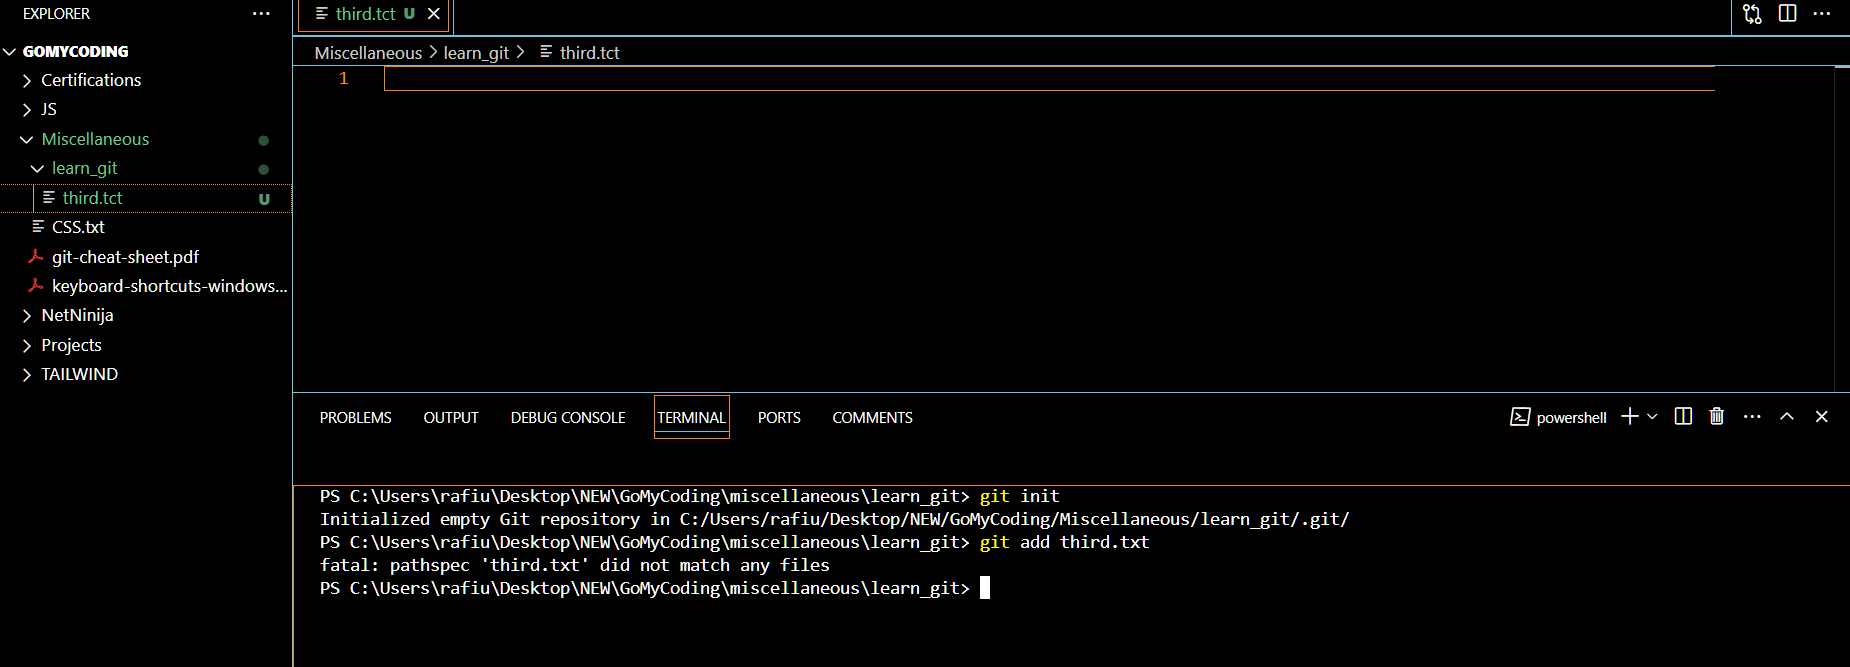 EXPLORER
GOMYCODING
Certifications
JS
Miscellaneous
learn_git
third.tct U
CSS.txt
git-cheat-sheet.pdf
keyboard-shortcuts-windows...
NetNinija
Projects
TAILWIND
third.tct U
Miscellaneous > learn_git > third.tct
1
PROBLEMS OUTPUT DEBUG CONSOLE TERMINAL PORTS COMMENTS powershell
PS C:\Users\rafiu\Desktop\NEW\GoMyCoding\miscellaneous\learn_git> git init
Initialized empty Git repository in C:/Users/rafiu/Desktop/NEW/GoMyCoding/Miscellaneous/learn_git/.git/
PS C:\Users\rafiu\Desktop\NEW\GoMyCoding\miscellaneous\learn_git> git add third.txt
fatal: pathspec 'third.txt' did not match any files
PS C:\Users\rafiu\Desktop\NEW\GoMyCoding\miscellaneous\learn_git>